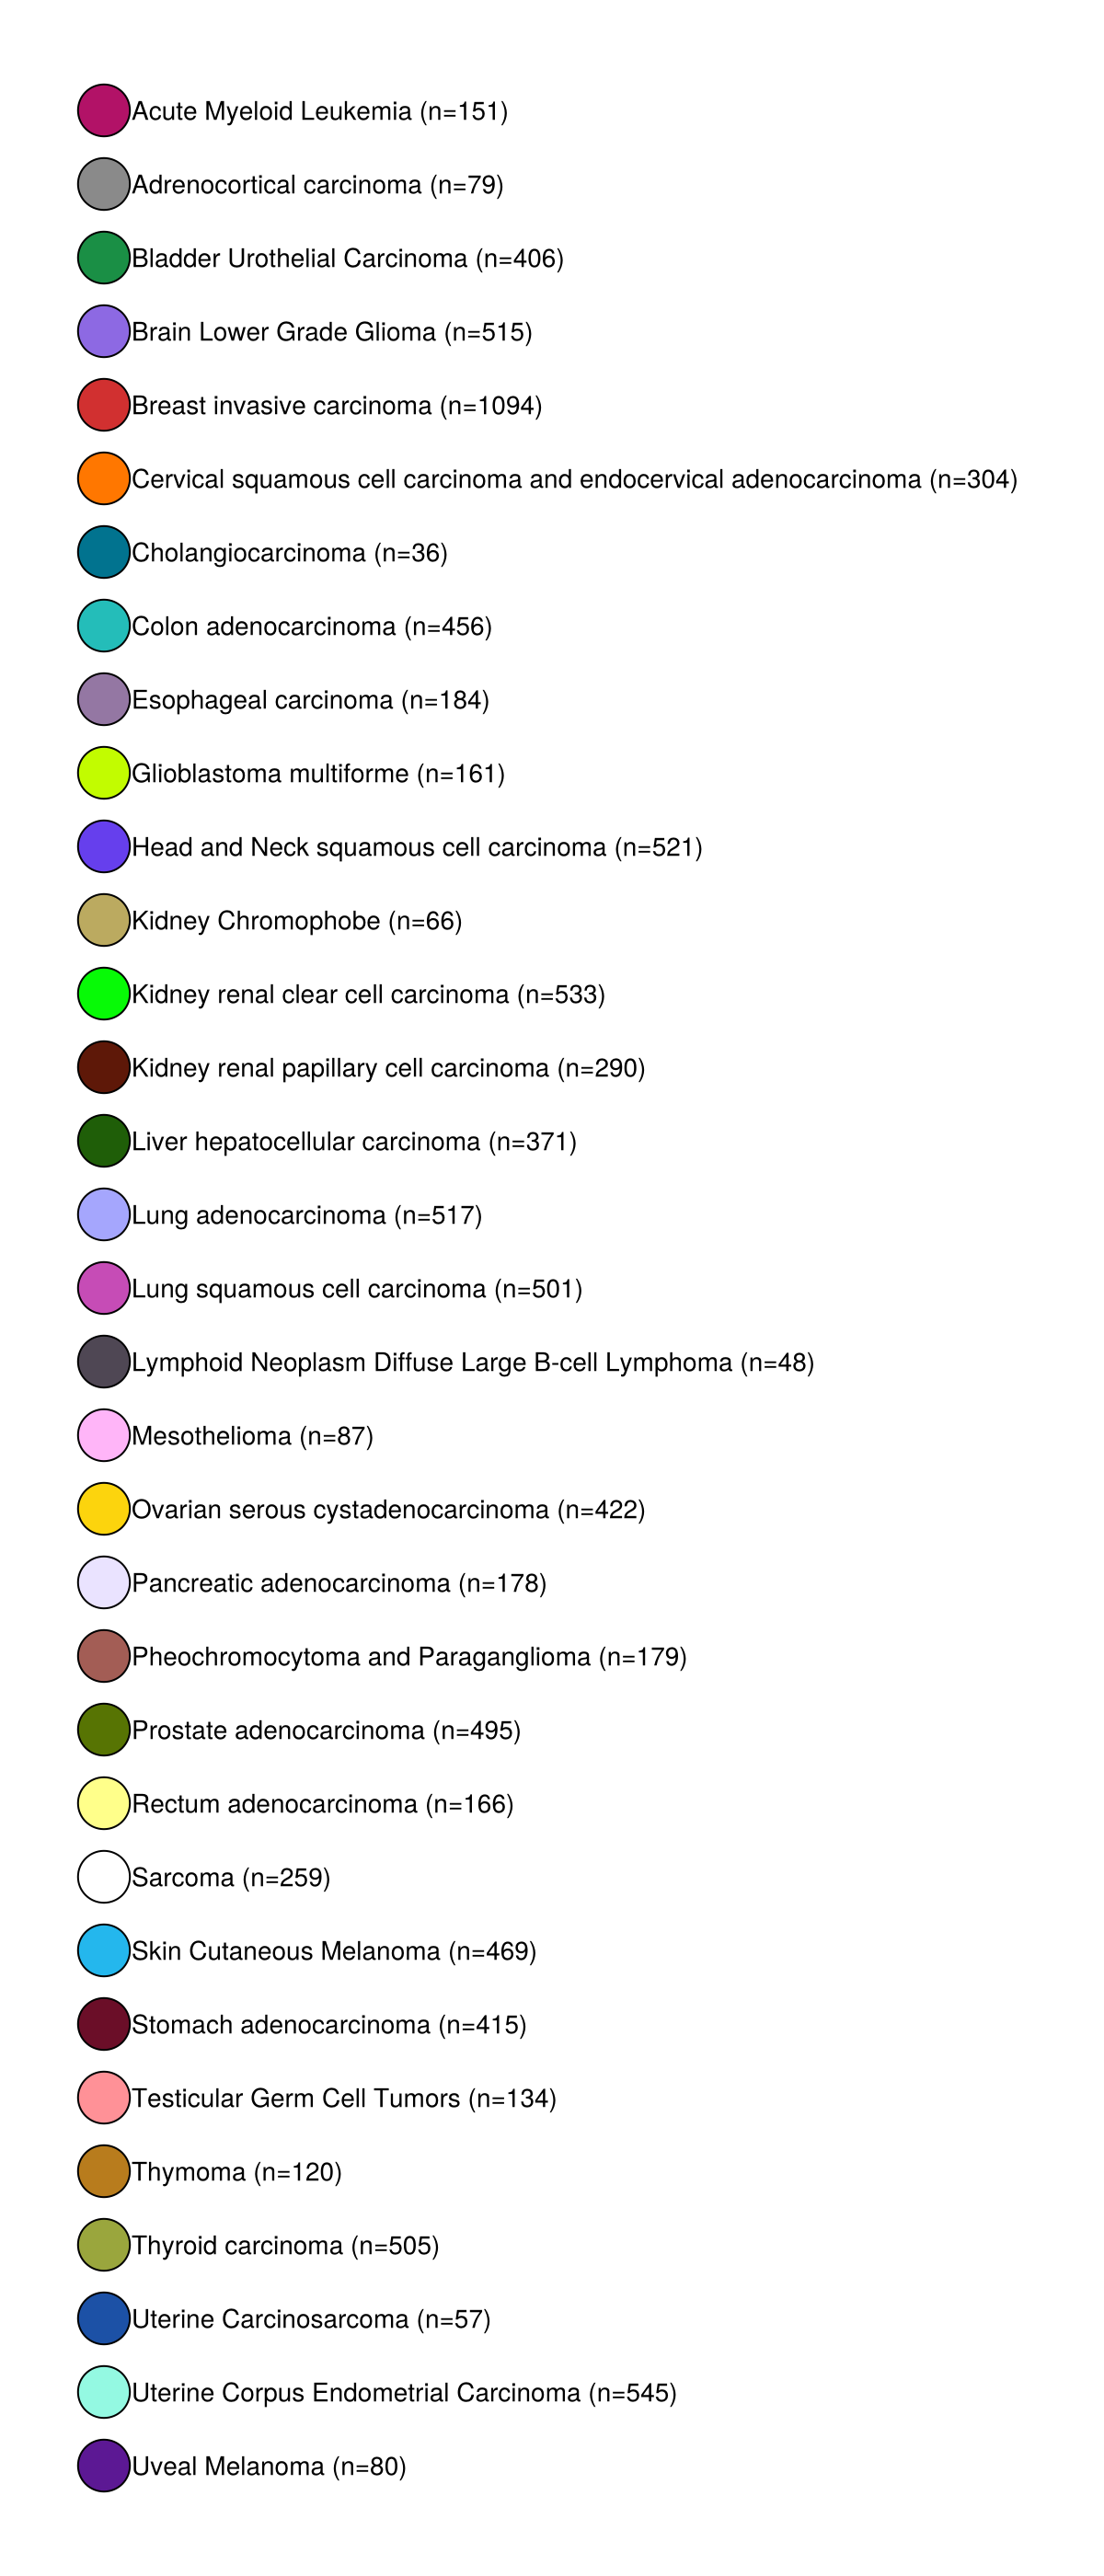 Acute Myeloid Leukemia (n=151)
Adrenocortical carcinoma (n=79)
Bladder Urothelial Carcinoma (n=406)
Brain Lower Grade Glioma (n=515)
Breast invasive carcinoma (n=1094)
Cervical squamous cell carcinoma and endocervical adenocarcinoma (n=304)
Cholangiocarcinoma (n=36)
Colon adenocarcinoma (n=456)
Esophageal carcinoma (n=184)
Glioblastoma multiforme (n=161)
Head and Neck squamous cell carcinoma (n=521)
Kidney Chromophobe (n=66)
Kidney renal clear cell carcinoma (n=533)
Kidney renal papillary cell carcinoma (n=290)
Liver hepatocellular carcinoma (n=371)
Lung adenocarcinoma (n=517)
Lung squamous cell carcinoma (n=501)
Lymphoid Neoplasm Diffuse Large B-cell Lymphoma (n=48)
Mesothelioma (n=87)
Ovarian serous cystadenocarcinoma (n=422)
Pancreatic adenocarcinoma (n=178)
Pheochromocytoma and Paraganglioma (n=179)
Prostate adenocarcinoma (n=495)
Rectum adenocarcinoma (n=166)
Sarcoma (n=259)
Skin Cutaneous Melanoma (n=469)
Stomach adenocarcinoma (n=415)
Testicular Germ Cell Tumors (n=134)
Thymoma (n=120)
Thyroid carcinoma (n=505)
Uterine Carcinosarcoma (n=57)
Uterine Corpus Endometrial Carcinoma (n=545)
Uveal Melanoma (n=80)